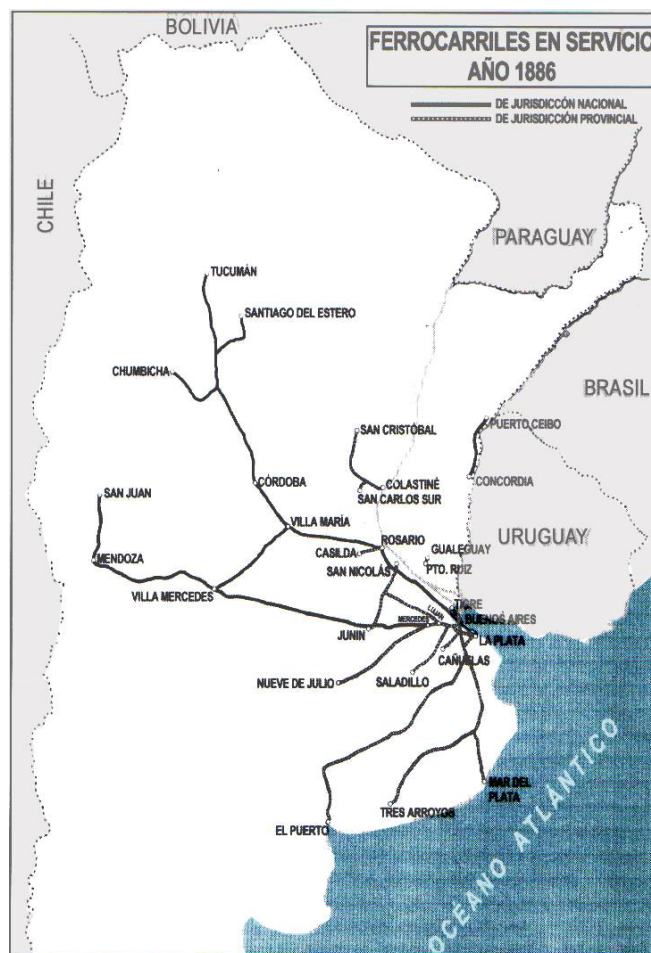 BOLIVIA
FERROCARRILES EN SERVICIO
AÑO 1886
DE JURISDICCÓN NACIONAL
DE JURISDICCIÓN PROVINCIAL
CHILE
PARAGUAY
TUCUMÁN
SANTIAGO DEL ESTERO
CHUMBICHA
BRASIL
SAN CRISTÓBAL
PUERTO CEIBO
CÓRDOBA
COLASTINÉ
CONCORDIA
SAN CARLOS SUR
SAN JUAN
VILLA MARÍA
ROSARIO
URUGUAY
CASILDA
GUALEGUAY
MENDOZA
SAN NICOLÁS
PTO. RUIZ
VILLA MERCEDES
TIGRE
LUJÁN
BUENOS AIRES
MERCEDES
JUNIN
LA PLATA
CAÑUELAS
NUEVE DE JULIO
SALADILLO
MAR DEL
PLATA
TRES ARROYOS
EL PUERTO
OCÉANO ATLÁNTICO